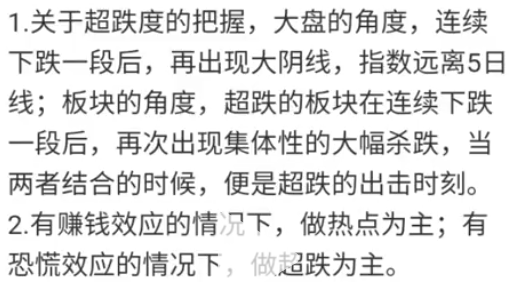 1.关于超跌度的把握，大盘的角度，连续
下跌一段后，再出现大阴线，指数远离5日
线；板块的角度，超跌的板块在连续下跌
一段后，再次出现集体性的大幅杀跌，当
两者结合的时候，便是超跌的出击时刻。
2.有赚钱效应的情况下，做热点为主；有
恐慌效应的情况下，做超跌为主。